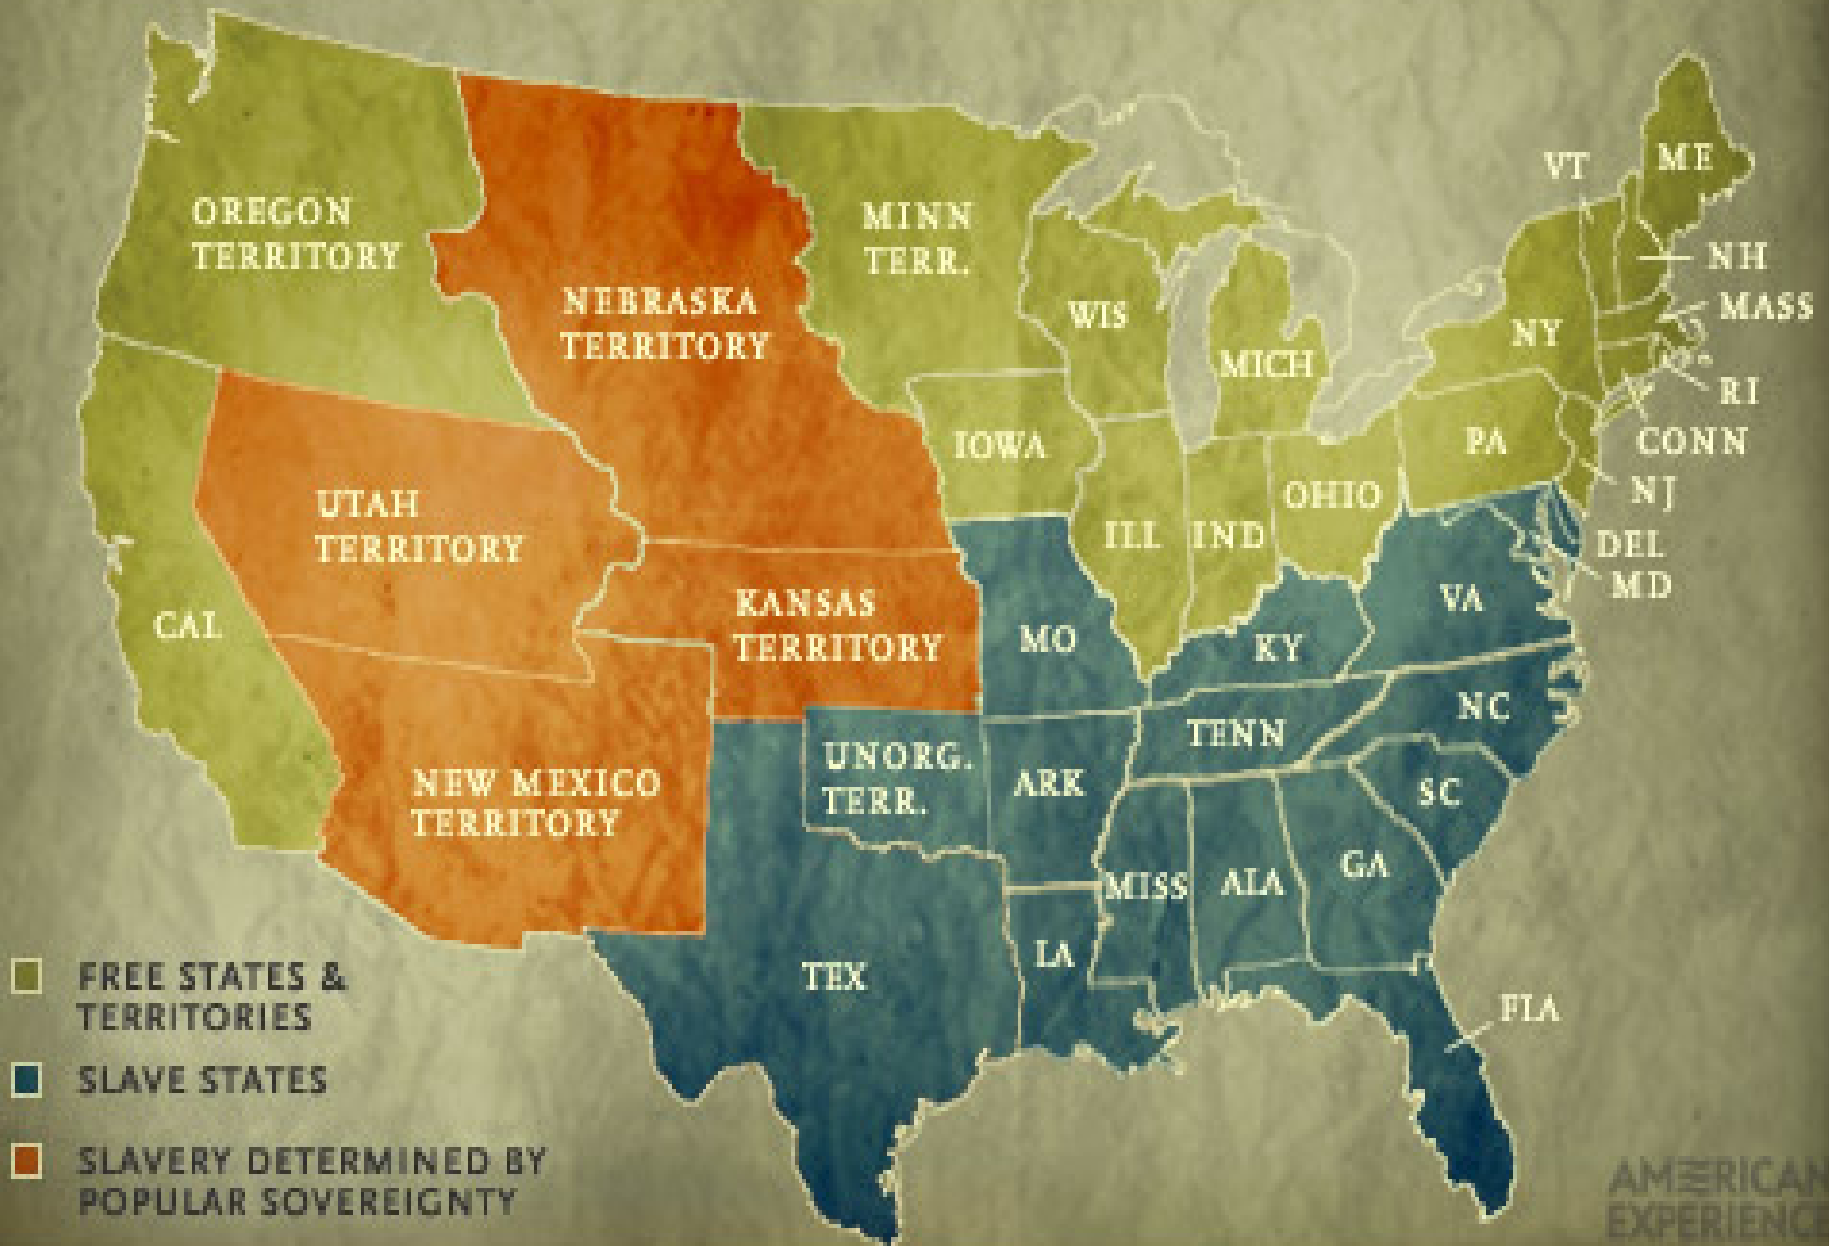 VT
ME
OREGON
TERRITORY
MINN
TERR.
NH
NEBRASKA
TERRITORY
WIS
MASS
NY
MICH
RI
IOWA
PA
CONN
UTAH
TERRITORY
OHIO
NJ
ILL
IND
DEL
MD
CAL
KANSAS
TERRITORY
MO
KY
VA
NC
TENN
UNORG.
TERR.
NEW MEXICO
TERRITORY
ARK
SC
MISS
ALA
GA
LA
TEX
FLA
FREE STATES &
TERRITORIES
SLAVE STATES
SLAVERY DETERMINED BY
POPULAR SOVEREIGNTY
AMERICAN
EXPERIENCE